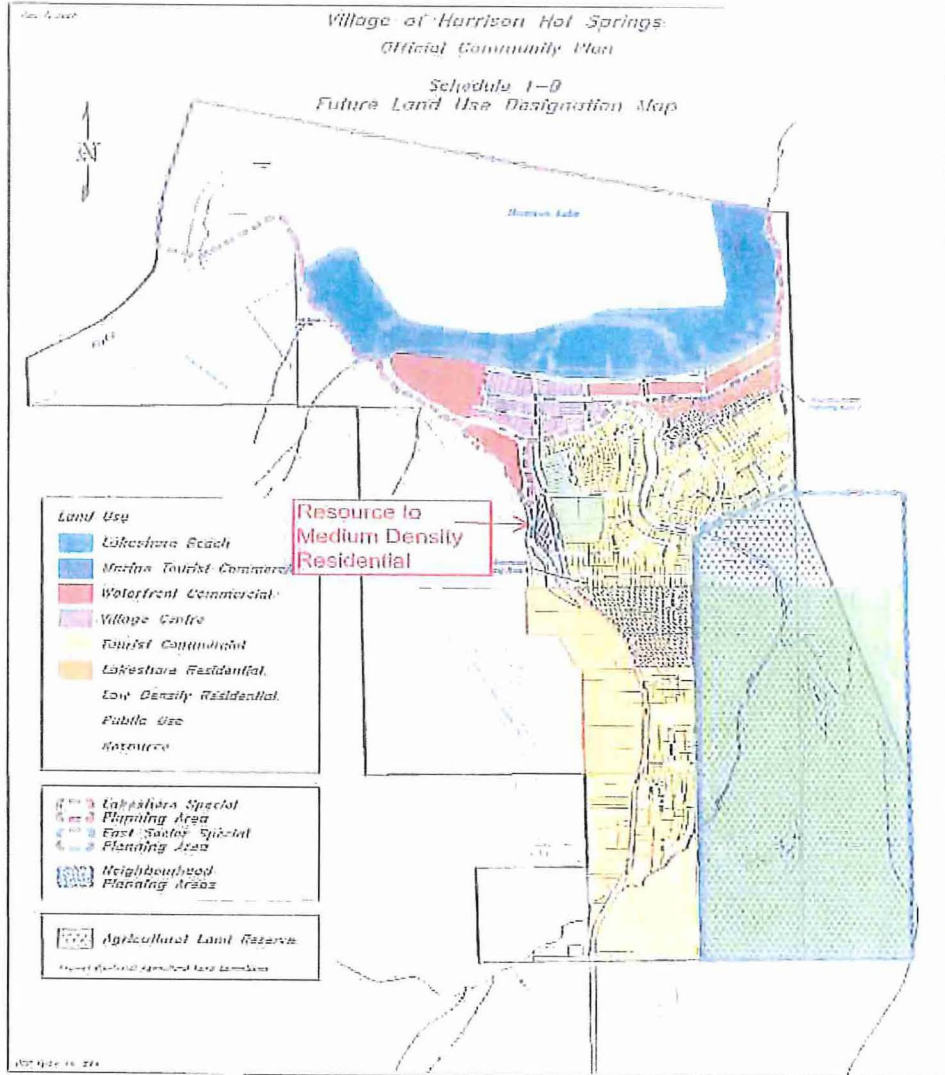 Village of Harrison Hot Springs
Official Community Plan
Schedule 1-B
Future Land Use Designation Map
N
Harrison Lake
Resource to
Medium Density
Residential
Land Use
Lakeshore Beach
Marine Tourist Commercial
Waterfront Commercial
Village Centre
Tourist Commercial
Lakeshore Residential
Low Density Residential
Public Use
Resource
Lakeshore Special
Planning Area
East Sector Special
Planning Area
Neighbourhood
Planning Areas
Agricultural Land Reserve